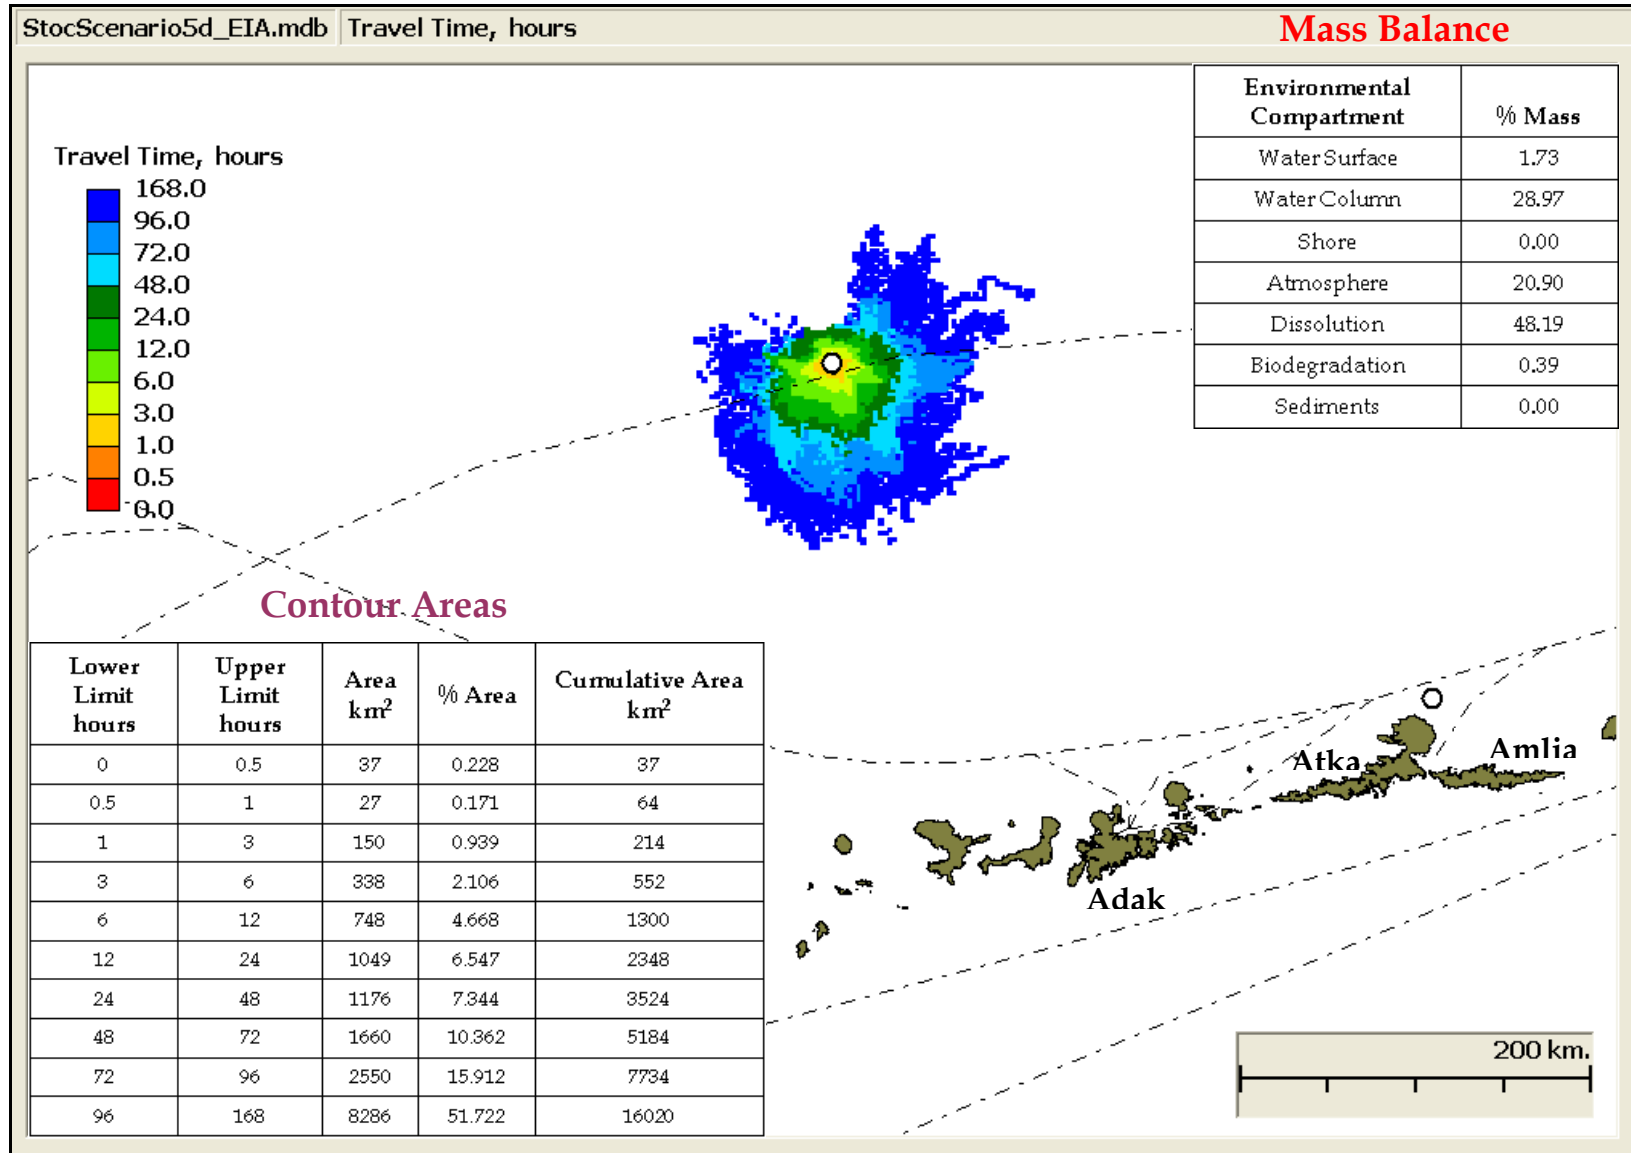 StocScenario5d_EIA.mdb Travel Time, hours
Mass Balance
Environmental Compartment % Mass
Water Surface 1.73
Water Column 28.97
Shore 0.00
Atmosphere 20.90
Dissolution 48.19
Biodegradation 0.39
Sediments 0.00
Travel Time, hours
168.0
96.0
72.0
48.0
24.0
12.0
6.0
3.0
1.0
0.5
0.0
Contour Areas
Lower Limit hours Upper Limit hours Area km² % Area Cumulative Area km²
0 0.5 37 0.228 37
0.5 1 27 0.171 64
1 3 150 0.939 214
3 6 338 2.106 552
6 12 748 4.668 1300
12 24 1049 6.547 2348
24 48 1176 7.344 3524
48 72 1660 10.362 5184
72 96 2550 15.912 7734
96 168 8286 51.722 16020
Atka
Amlia
Adak
200 km.